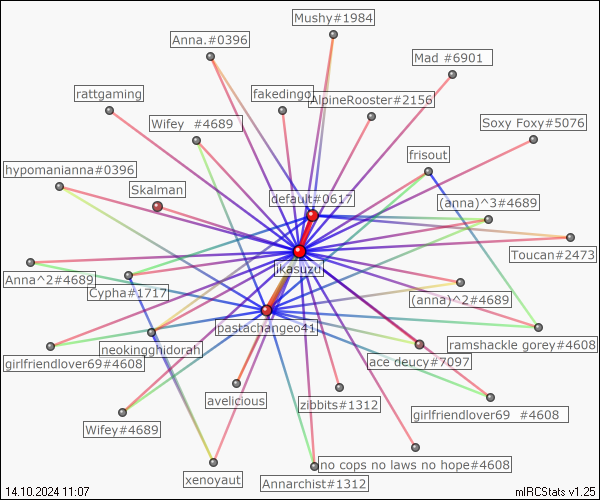 Mushy#1984
Anna.#0396
Mad #6901
rattgaming
fakedingo
AlpineRooster#2156
Wifey  #4689
Soxy Foxy#5076
frisout
hypomanianna#0396
Skalman
default#0617
(anna)^3#4689
Toucan#2473
ikasuzu
Anna^2#4689
Cypha#1717
(anna)^2#4689
pastachangeo41
neokingghidorah
ramshackle gorey#4608
girlfriendlover69#4608
ace deucy#7097
avelicious
zibbits#1312
girlfriendlover69  #4608
Wifey#4689
no cops no laws no hope#4608
xenoyaut
Annarchist#1312
14.10.2024 11:07
mIRCStats v1.25